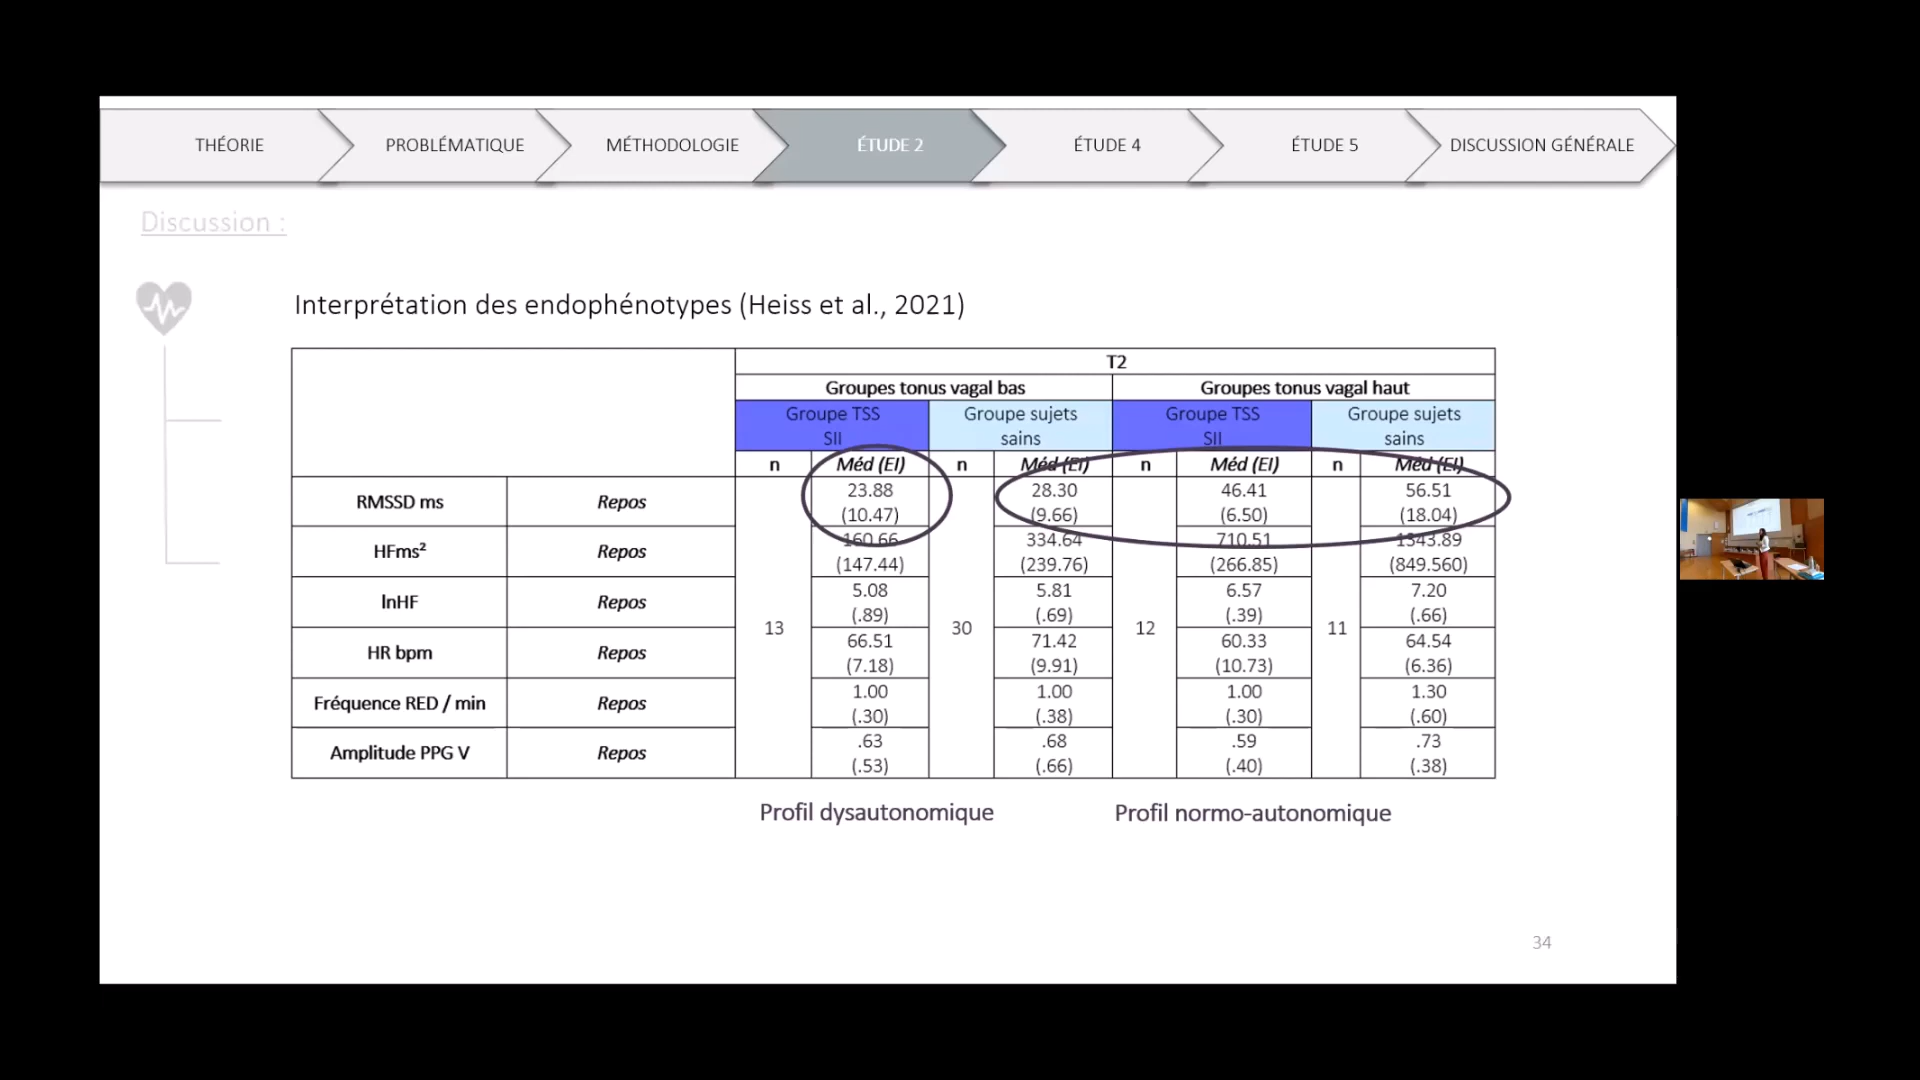 THÉORIE
PROBLÉMATIQUE
MÉTHODOLOGIE
ÉTUDE 2
ÉTUDE 4
ÉTUDE 5
DISCUSSION GÉNÉRALE
Discussion :
Interprétation des endophénotypes (Heiss et al., 2021)
T2
Groupes tonus vagal bas
Groupes tonus vagal haut
Groupe TSS SII
Groupe sujets sains
Groupe TSS SII
Groupe sujets sains
n Méd (EI) n Méd (EI) n Méd (EI) n Méd (EI)
RMSSD ms Repos 23.88 28.30 46.41 56.51
(10.47) (9.66) (6.50) (18.04)
HFms² Repos 160.66 334.64 710.51 1343.89
(147.44) (239.76) (266.85) (849.560)
lnHF Repos 5.08 5.81 6.57 7.20
(.89) (.69) (.39) (.66)
13 30 12 11
HR bpm Repos 66.51 71.42 60.33 64.54
(7.18) (9.91) (10.73) (6.36)
Fréquence RED / min Repos 1.00 1.00 1.00 1.30
(.30) (.38) (.30) (.60)
Amplitude PPG V Repos .63 .68 .59 .73
(.53) (.66) (.40) (.38)
Profil dysautonomique
Profil normo-autonomique
34